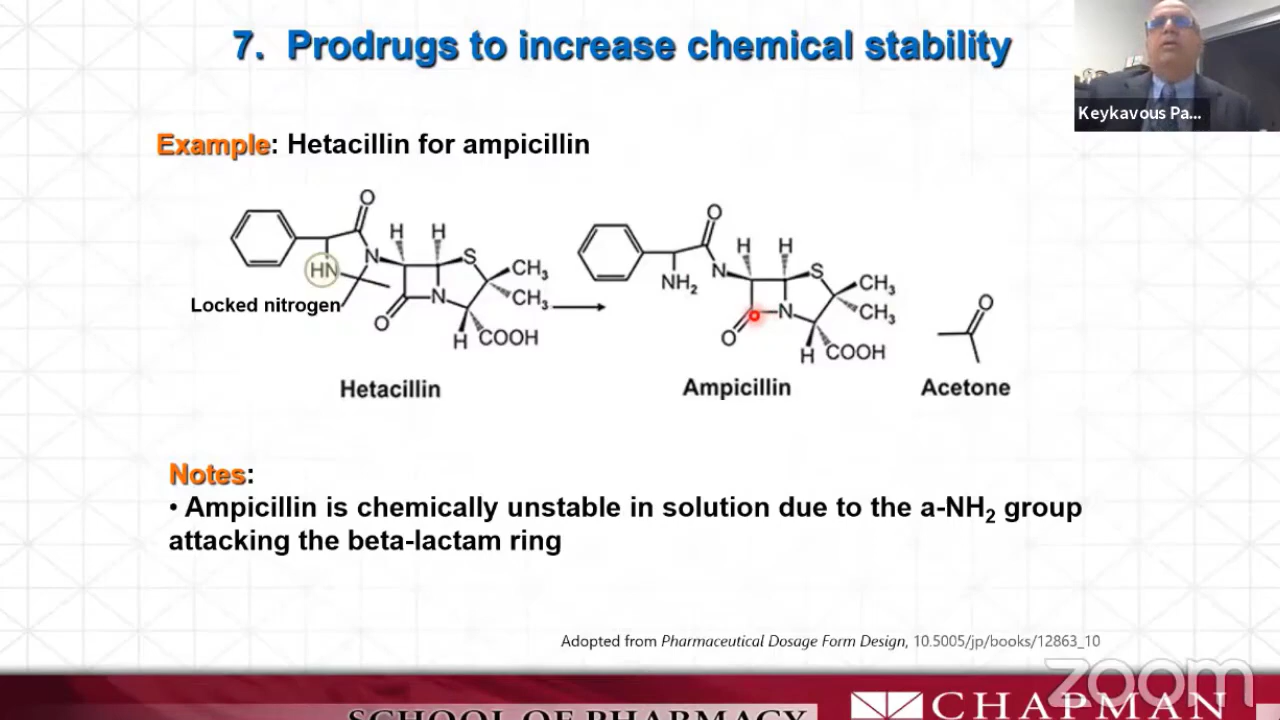 7. Prodrugs to increase chemical stability
Keykavous Pa...
Example: Hetacillin for ampicillin
O
H H
N
S
CH₃
HN
CH₃
Locked nitrogen
N
O
H
COOH
Hetacillin
O
H H
N
S
NH₂
CH₃
N
CH₃
O
H
COOH
Ampicillin
O
Acetone
Notes:
• Ampicillin is chemically unstable in solution due to the a-NH₂ group
attacking the beta-lactam ring
Adopted from Pharmaceutical Dosage Form Design, 10.5005/jp/books/12863_10
zoom
CHAPMAN
SCHOOL OF PHARMACY